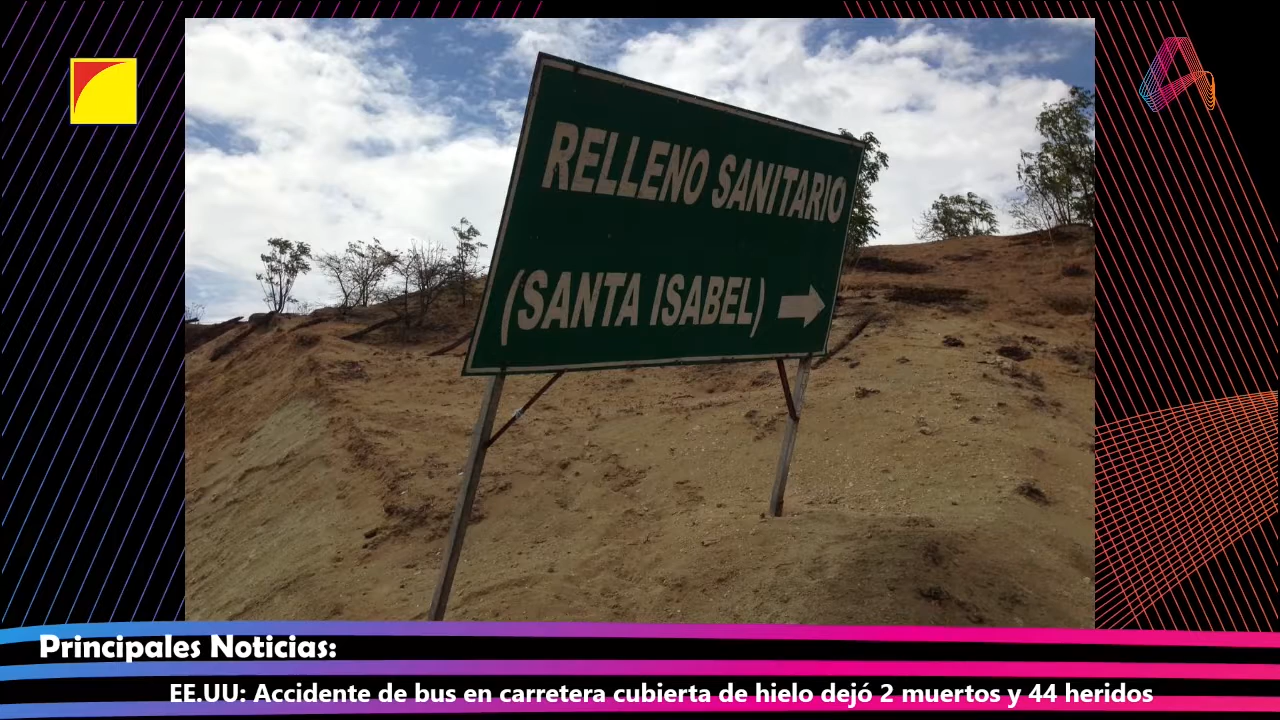 RELLENO SANITARIO
(SANTA ISABEL)
Principales Noticias:
EE.UU: Accidente de bus en carretera cubierta de hielo dejó 2 muertos y 44 heridos